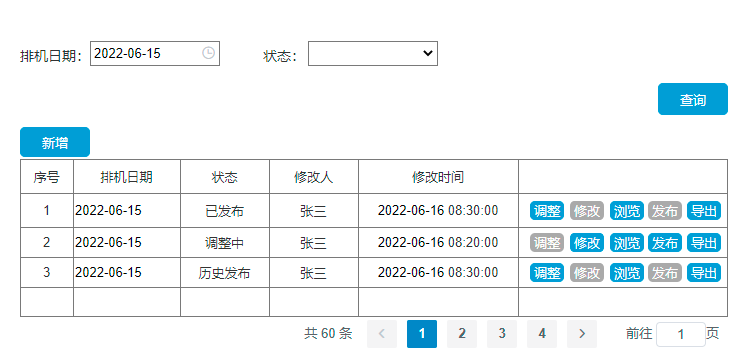 排机日期： 2022-06-15 状态：
查询
新增
序号 排机日期 状态 修改人 修改时间
1 2022-06-15 已发布 张三 2022-06-16 08:30:00 调整 修改 浏览 发布 导出
2 2022-06-15 调整中 张三 2022-06-16 08:20:00 调整 修改 浏览 发布 导出
3 2022-06-15 历史发布 张三 2022-06-16 08:30:00 调整 修改 浏览 发布 导出
共 60 条 < 1 2 3 4 > 前往 1 页